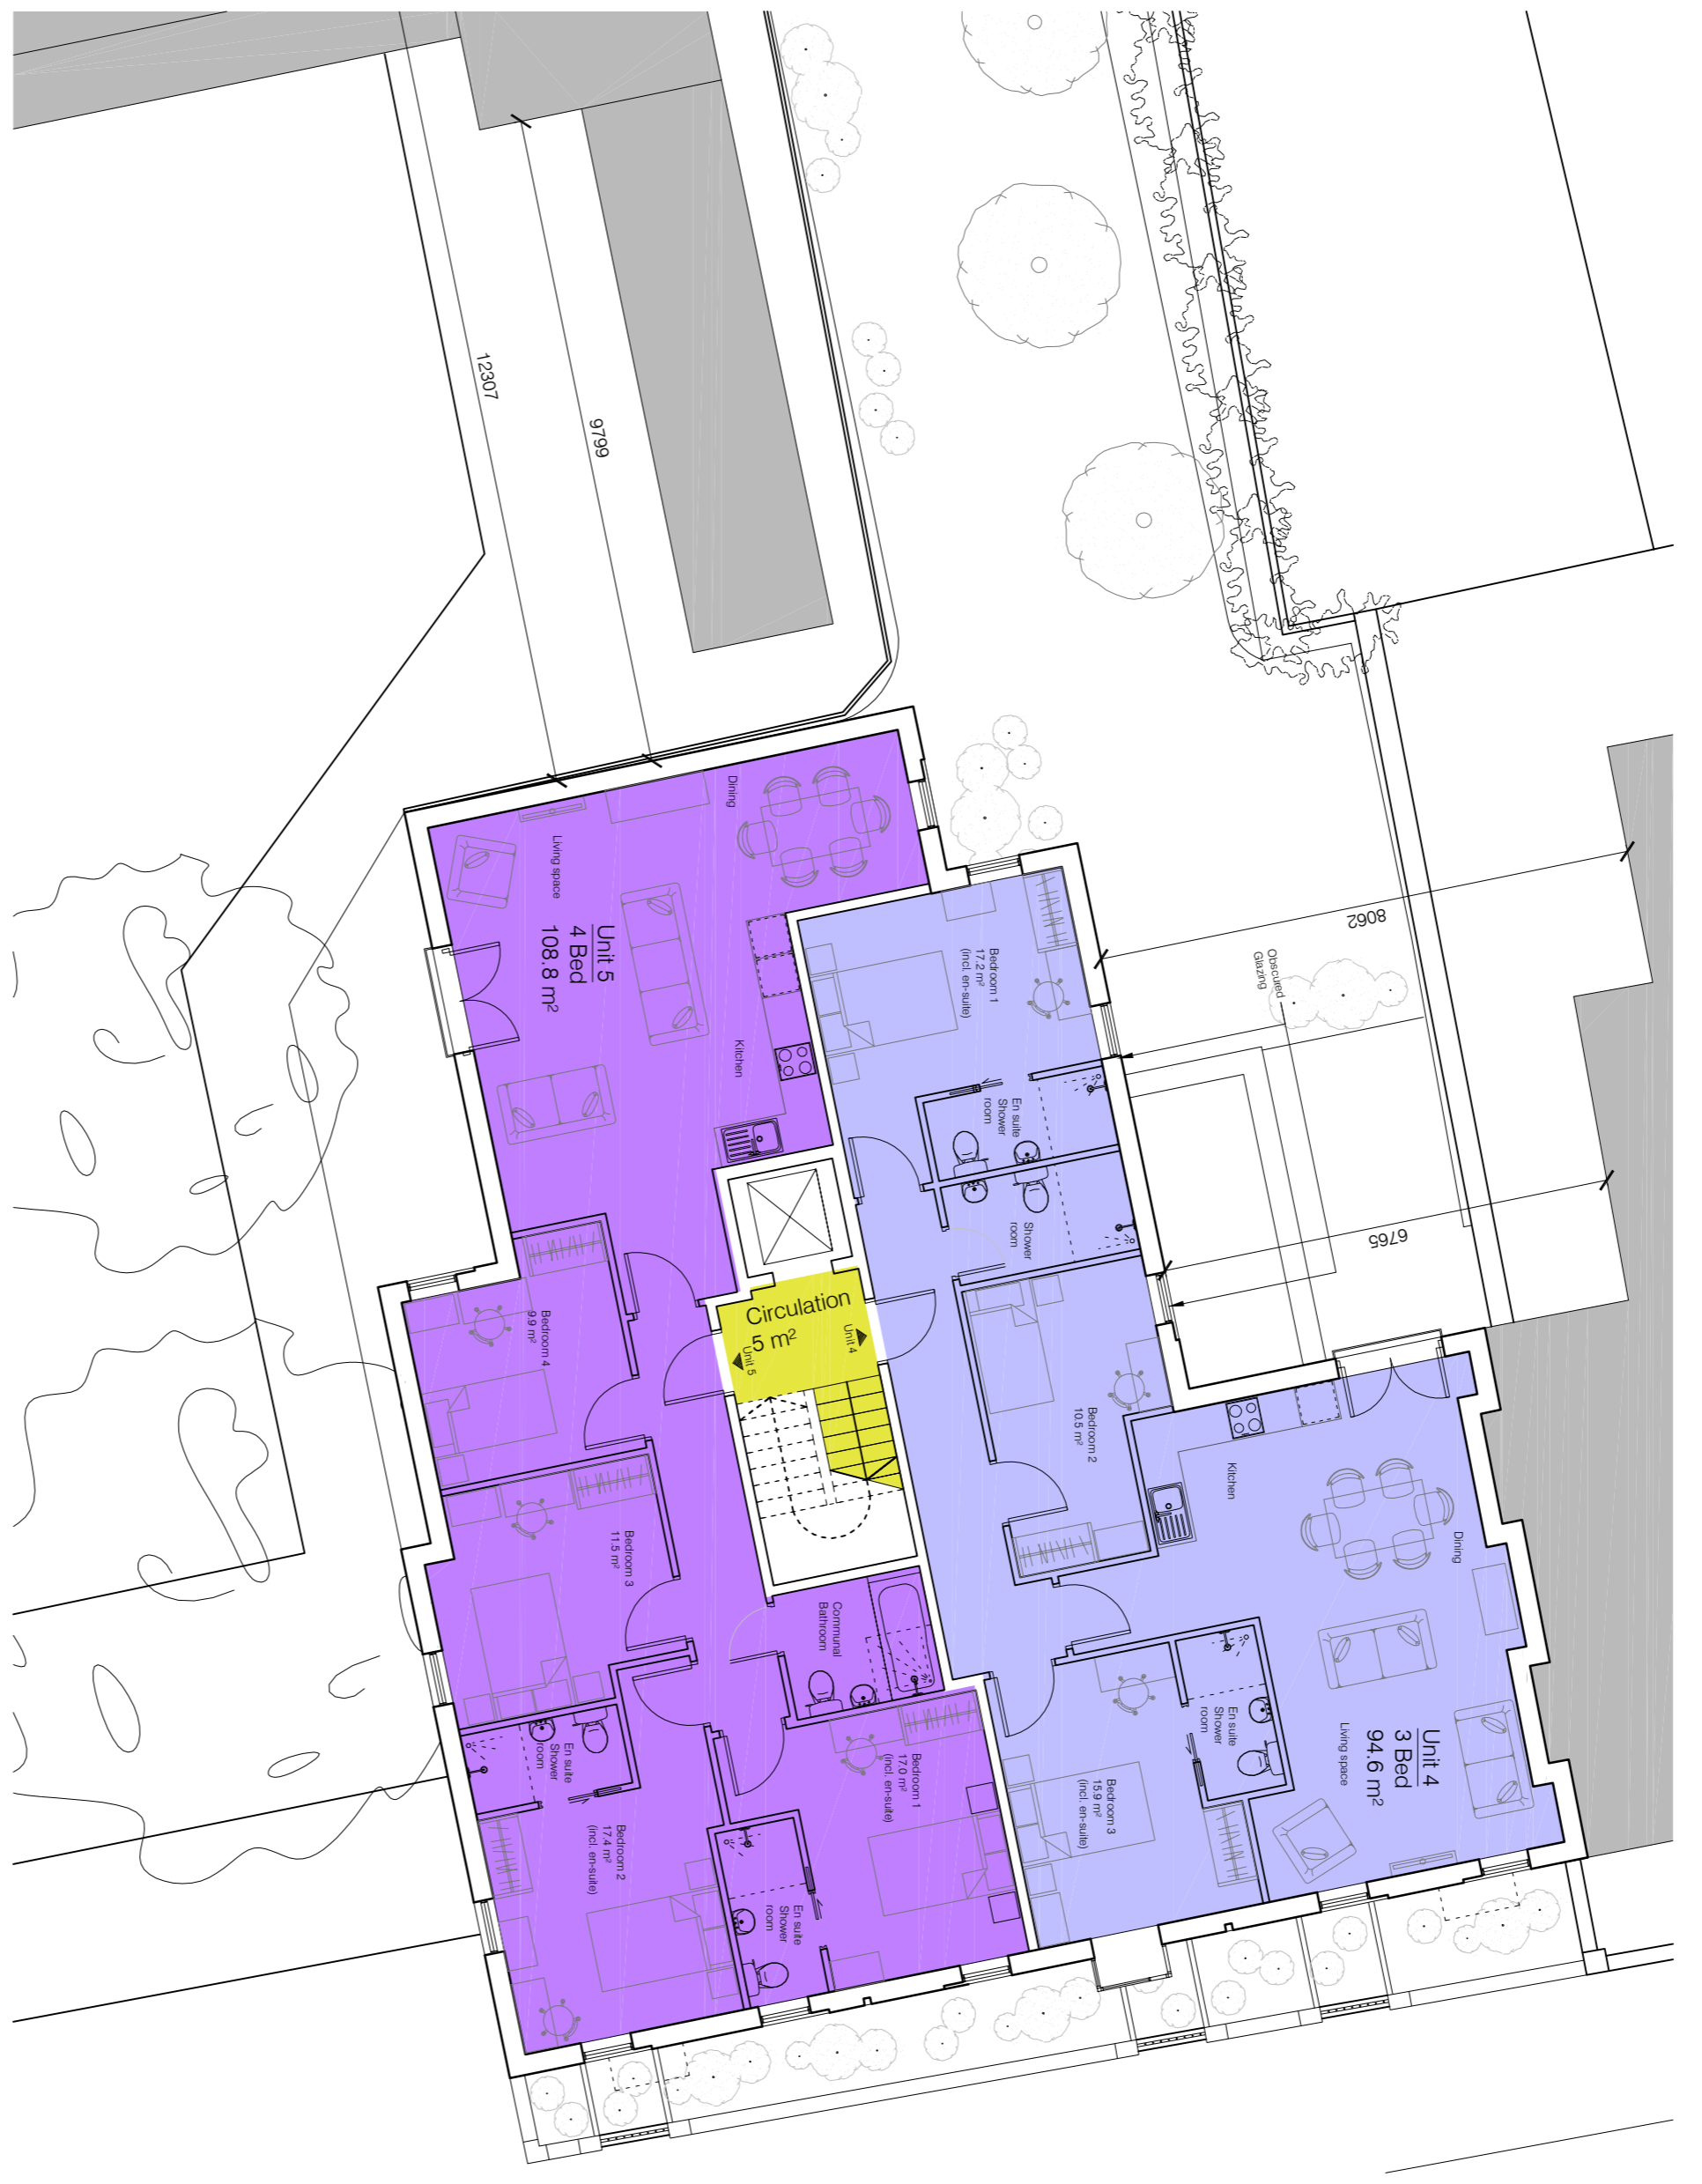 12307
9799
8062
6765
Obscured
Glazing
Dining
Living space
Unit 5
4 Bed
108.8 m²
Kitchen
Bedroom 1
17.2 m²
(incl. en-suite)
En suite
Shower
room
Shower
room
Circulation
5 m²
Unit 4
Unit 5
Bedroom 4
9.9 m²
Bedroom 2
10.5 m²
Kitchen
Dining
Bedroom 3
11.5 m²
Communal
Bathroom
En suite
Shower
room
Living space
Unit 4
3 Bed
94.6 m²
En suite
Shower
room
Bedroom 1
17.0 m²
(incl. en-suite)
Bedroom 3
15.9 m²
(incl. en-suite)
Bedroom 2
17.4 m²
(incl. en-suite)
En suite
Shower
room